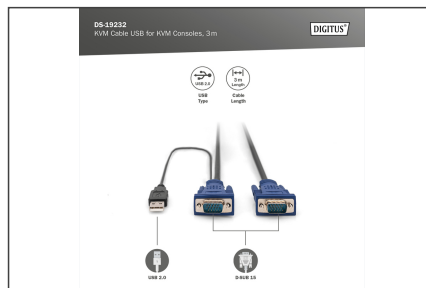 DS-19232
KVM Cable USB for KVM Consoles, 3 m
DIGITUS®
USB 2.0
USB
Type
3 m
Length
Cable
Length
USB 2.0
D-SUB 15